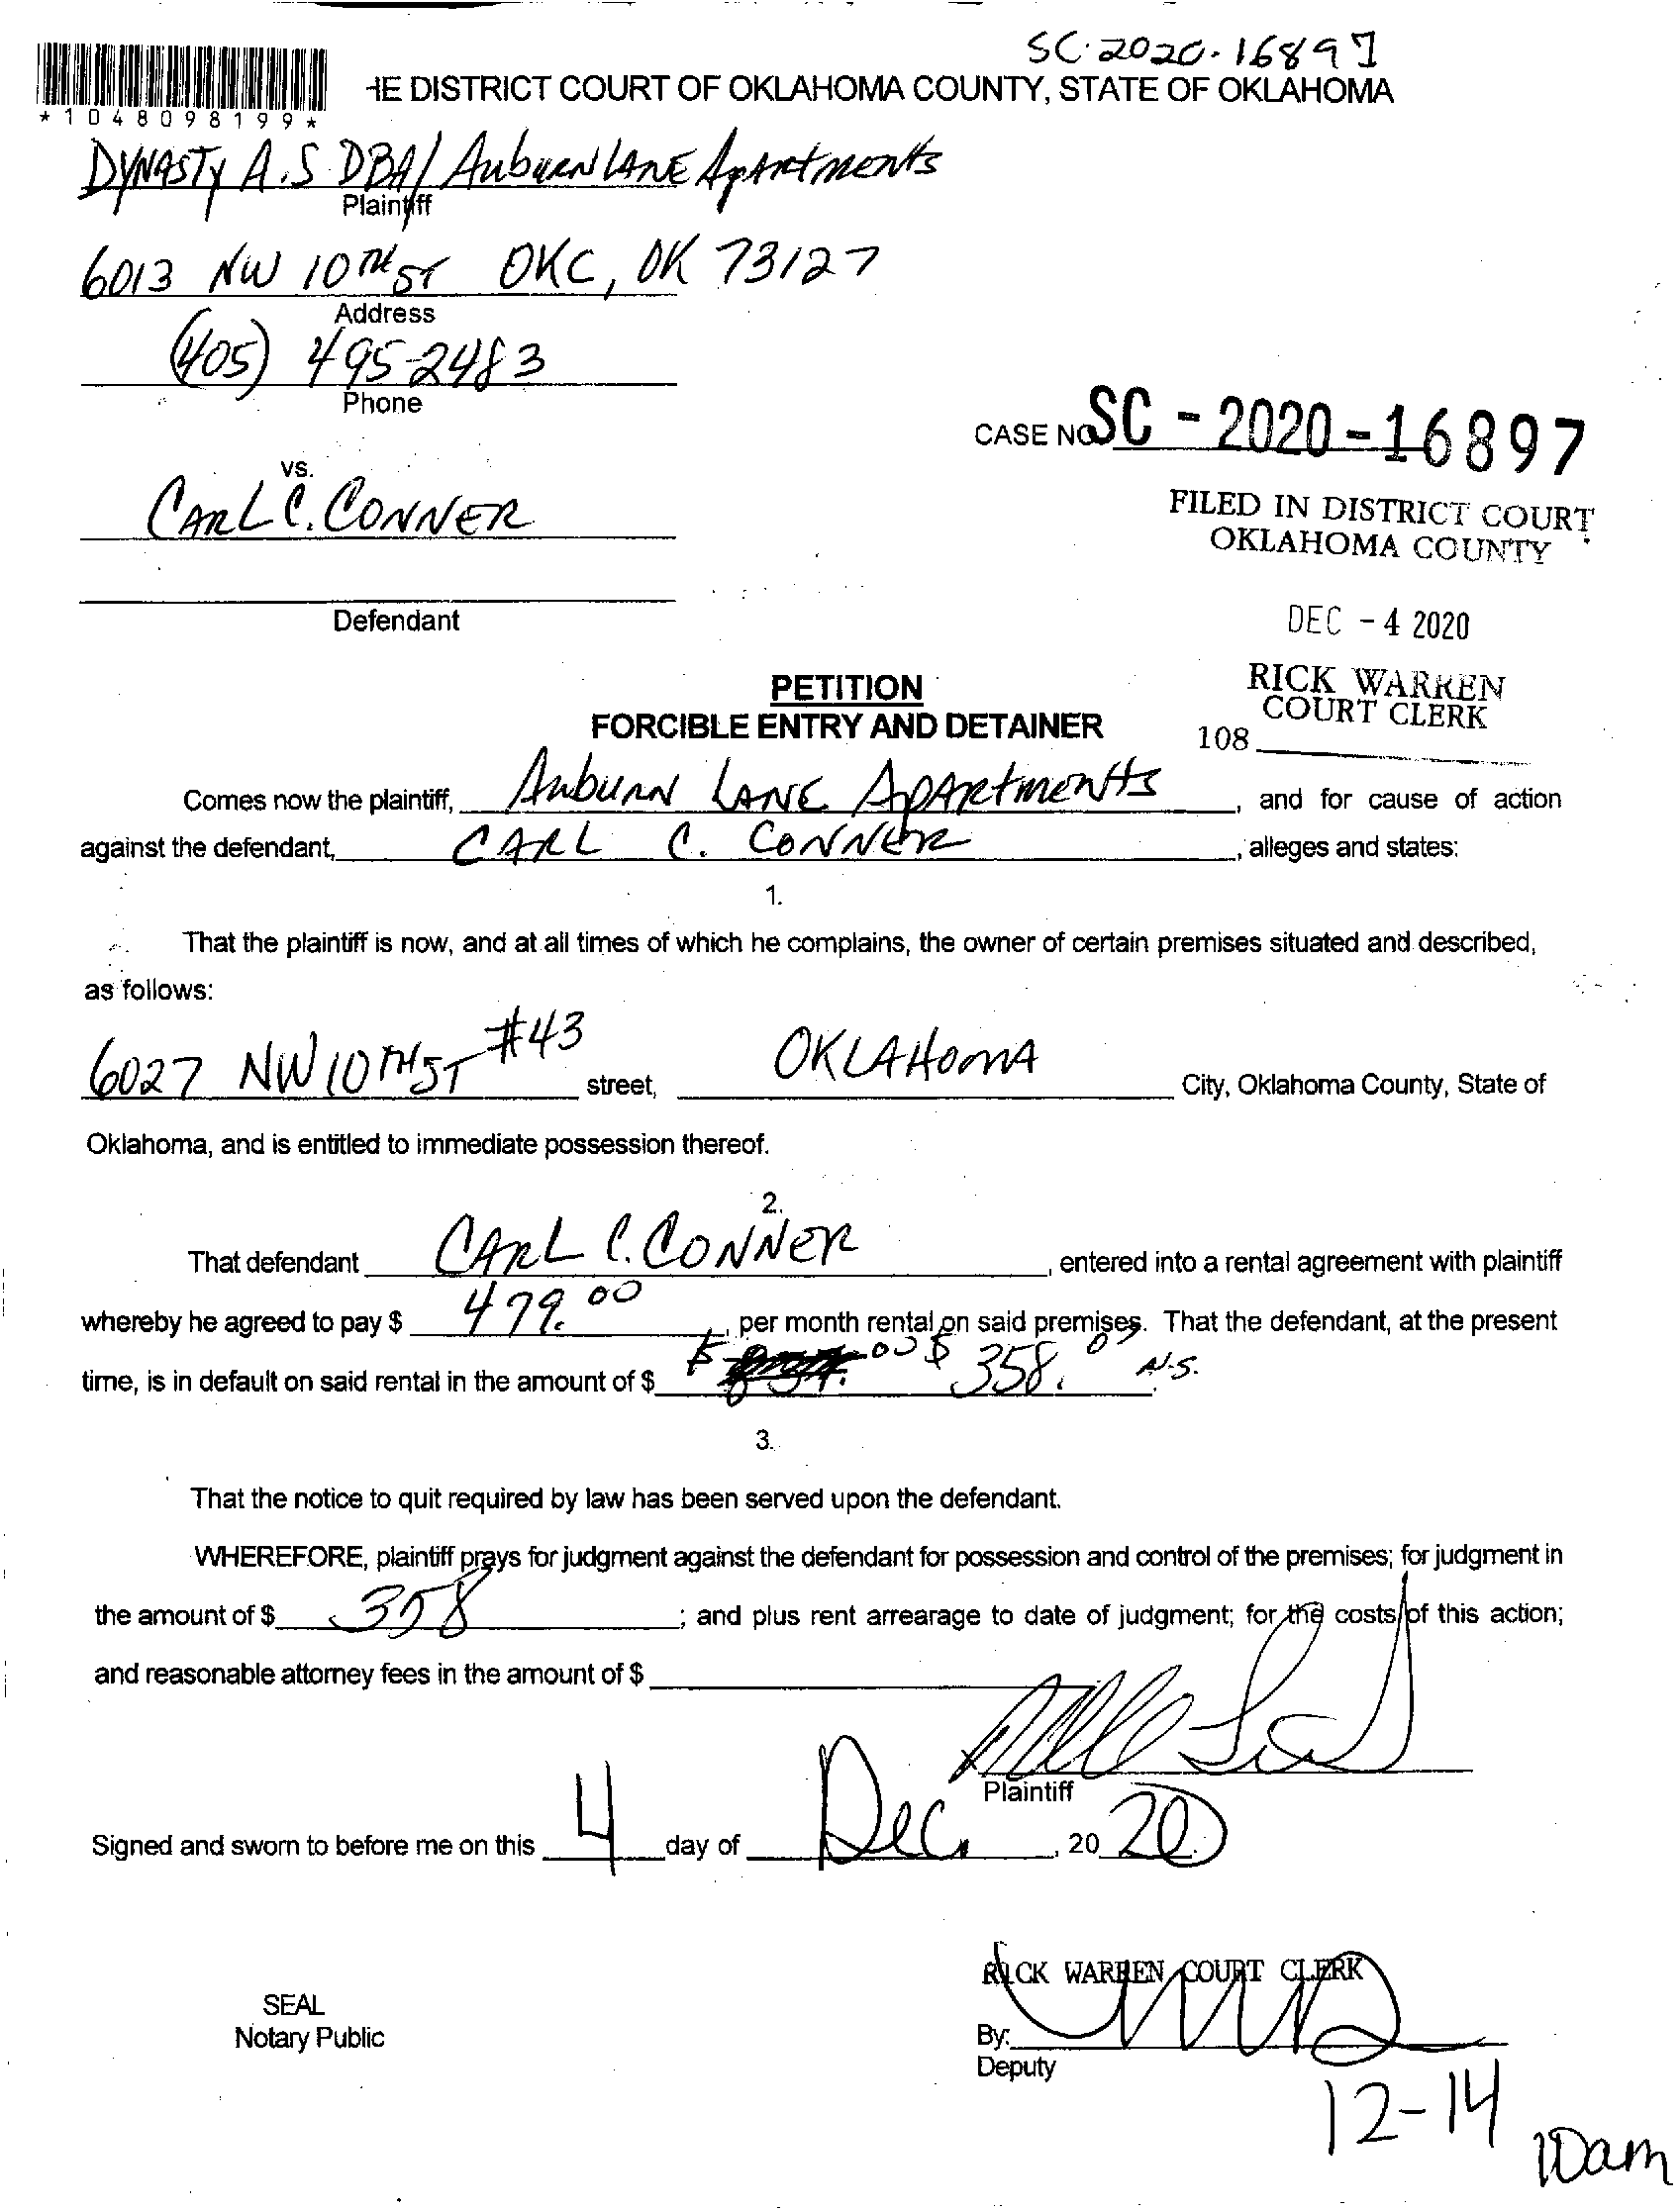 SC-2020-16897
HE DISTRICT COURT OF OKLAHOMA COUNTY, STATE OF OKLAHOMA
*1048098199*
DYNASTY A.S DBA/ AuburN LANE ApArtments
Plaintiff
6013 NW 10TH ST OKC, OK 73127
Address
(405) 495-2483
Phone
CASE NO. SC - 2020 - 16897
vs.
CARL C. CONNER
FILED IN DISTRICT COURT
OKLAHOMA COUNTY
Defendant
DEC - 4 2020
PETITION
RICK WARREN
COURT CLERK
FORCIBLE ENTRY AND DETAINER
108
Comes now the plaintiff, AuburN LANE ApArtments, and for cause of action
against the defendant, CARL C. CONNER, alleges and states:
1.
That the plaintiff is now, and at all times of which he complains, the owner of certain premises situated and described,
as follows:
6027 NW 10TH ST #43 street, OKLAHOMA City, Oklahoma County, State of
Oklahoma, and is entitled to immediate possession thereof.
2.
That defendant CARL C. CONNER, entered into a rental agreement with plaintiff
whereby he agreed to pay $ 479.00, per month rental on said premises. That the defendant, at the present
time, is in default on said rental in the amount of $ $ .00 $ 358.00 N.S.
3.
That the notice to quit required by law has been served upon the defendant.
WHEREFORE, plaintiff prays for judgment against the defendant for possession and control of the premises; for judgment in
the amount of $ 358; and plus rent arrearage to date of judgment; for the costs of this action;
and reasonable attorney fees in the amount of $
Plaintiff
Signed and sworn to before me on this 4 day of Dec, 20 20
RICK WARREN COURT CLERK
SEAL
Notary Public
By:
Deputy
12-14
10am